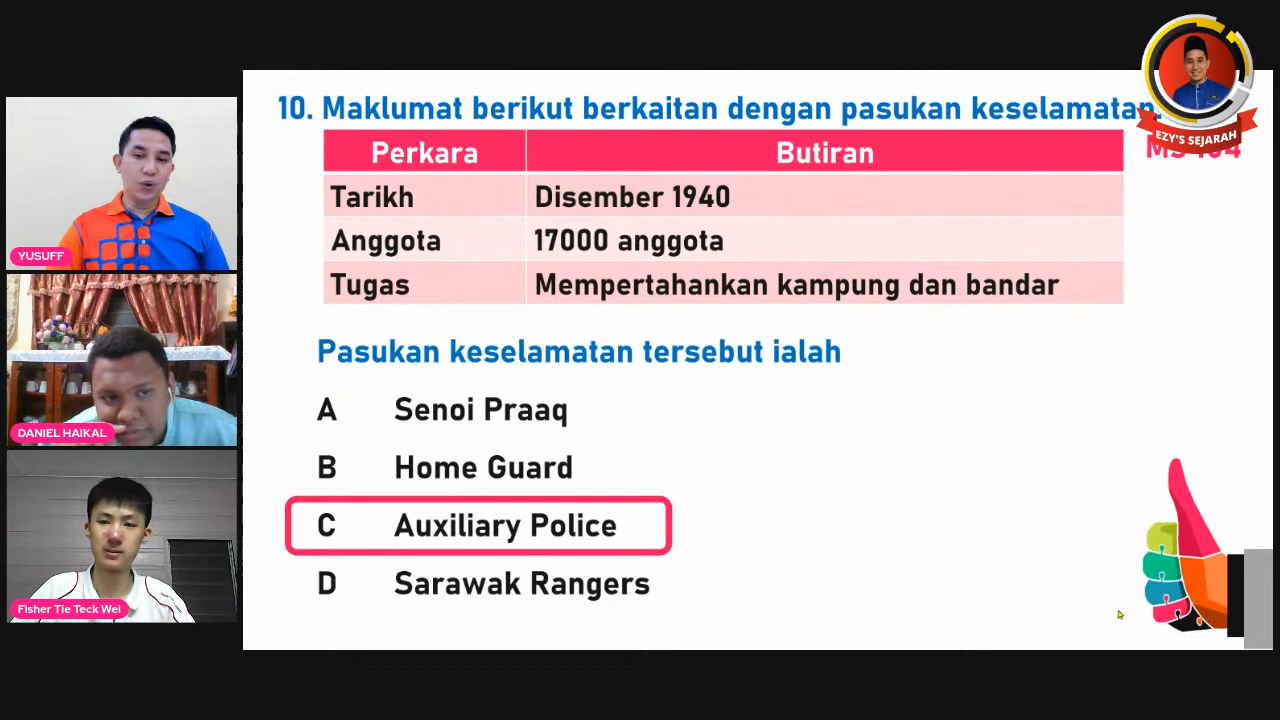 10. Maklumat berikut berkaitan dengan pasukan keselamatan.
EZY'S SEJARAH
Perkara Butiran
Tarikh Disember 1940
Anggota 17000 anggota
Tugas Mempertahankan kampung dan bandar
Pasukan keselamatan tersebut ialah
A Senoi Praaq
B Home Guard
C Auxiliary Police
D Sarawak Rangers
YUSUFF
DANIEL HAIKAL
Fisher Tie Teck Wei